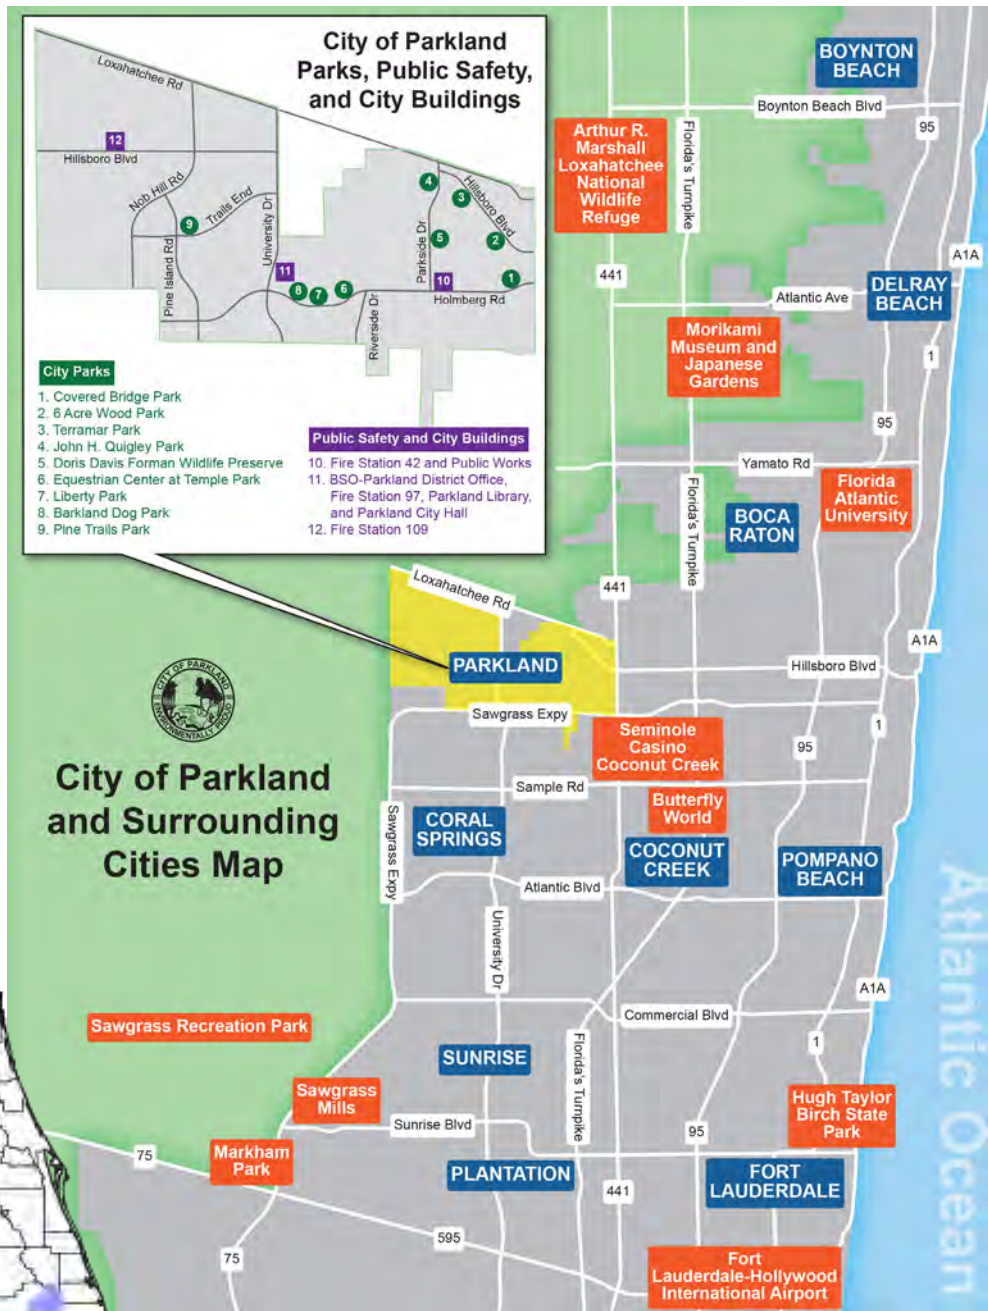 City of Parkland
Parks, Public Safety,
and City Buildings
Loxahatchee Rd
12
Hillsboro Blvd
Nob Hill Rd
Trails End
9
Pine Island Rd
University Dr
11
8
7
6
Riverside Dr
Parkside Dr
4
3
Hillsboro Blvd
5
2
10
1
Holmberg Rd
City Parks
1. Covered Bridge Park
2. 6 Acre Wood Park
3. Terramar Park
4. John H. Quigley Park
5. Doris Davis Forman Wildlife Preserve
6. Equestrian Center at Temple Park
7. Liberty Park
8. Barkland Dog Park
9. Pine Trails Park
Public Safety and City Buildings
10. Fire Station 42 and Public Works
11. BSO-Parkland District Office,
Fire Station 97, Parkland Library,
and Parkland City Hall
12. Fire Station 109
BOYNTON
BEACH
Boynton Beach Blvd
95
Arthur R.
Marshall
Loxahatchee
National
Wildlife
Refuge
Florida's Turnpike
A1A
441
DELRAY
BEACH
Atlantic Ave
Morikami
Museum and
Japanese
Gardens
1
95
Yamato Rd
Florida
Atlantic
University
BOCA
RATON
Florida's Turnpike
441
Loxahatchee Rd
A1A
PARKLAND
Hillsboro Blvd
CITY OF PARKLAND
ENVIRONMENTALLY PROUD
Sawgrass Expy
Seminole
Casino
Coconut Creek
1
95
City of Parkland
and Surrounding
Cities Map
Sample Rd
Butterfly
World
Sawgrass Expy
CORAL
SPRINGS
COCONUT
CREEK
POMPANO
BEACH
Atlantic Blvd
University Dr
Atlantic Ocean
A1A
Commercial Blvd
Sawgrass Recreation Park
1
SUNRISE
Florida's Turnpike
Sawgrass
Mills
Hugh Taylor
Birch State
Park
Sunrise Blvd
95
75
Markham
Park
PLANTATION
FORT
LAUDERDALE
441
595
75
Fort
Lauderdale-Hollywood
International Airport